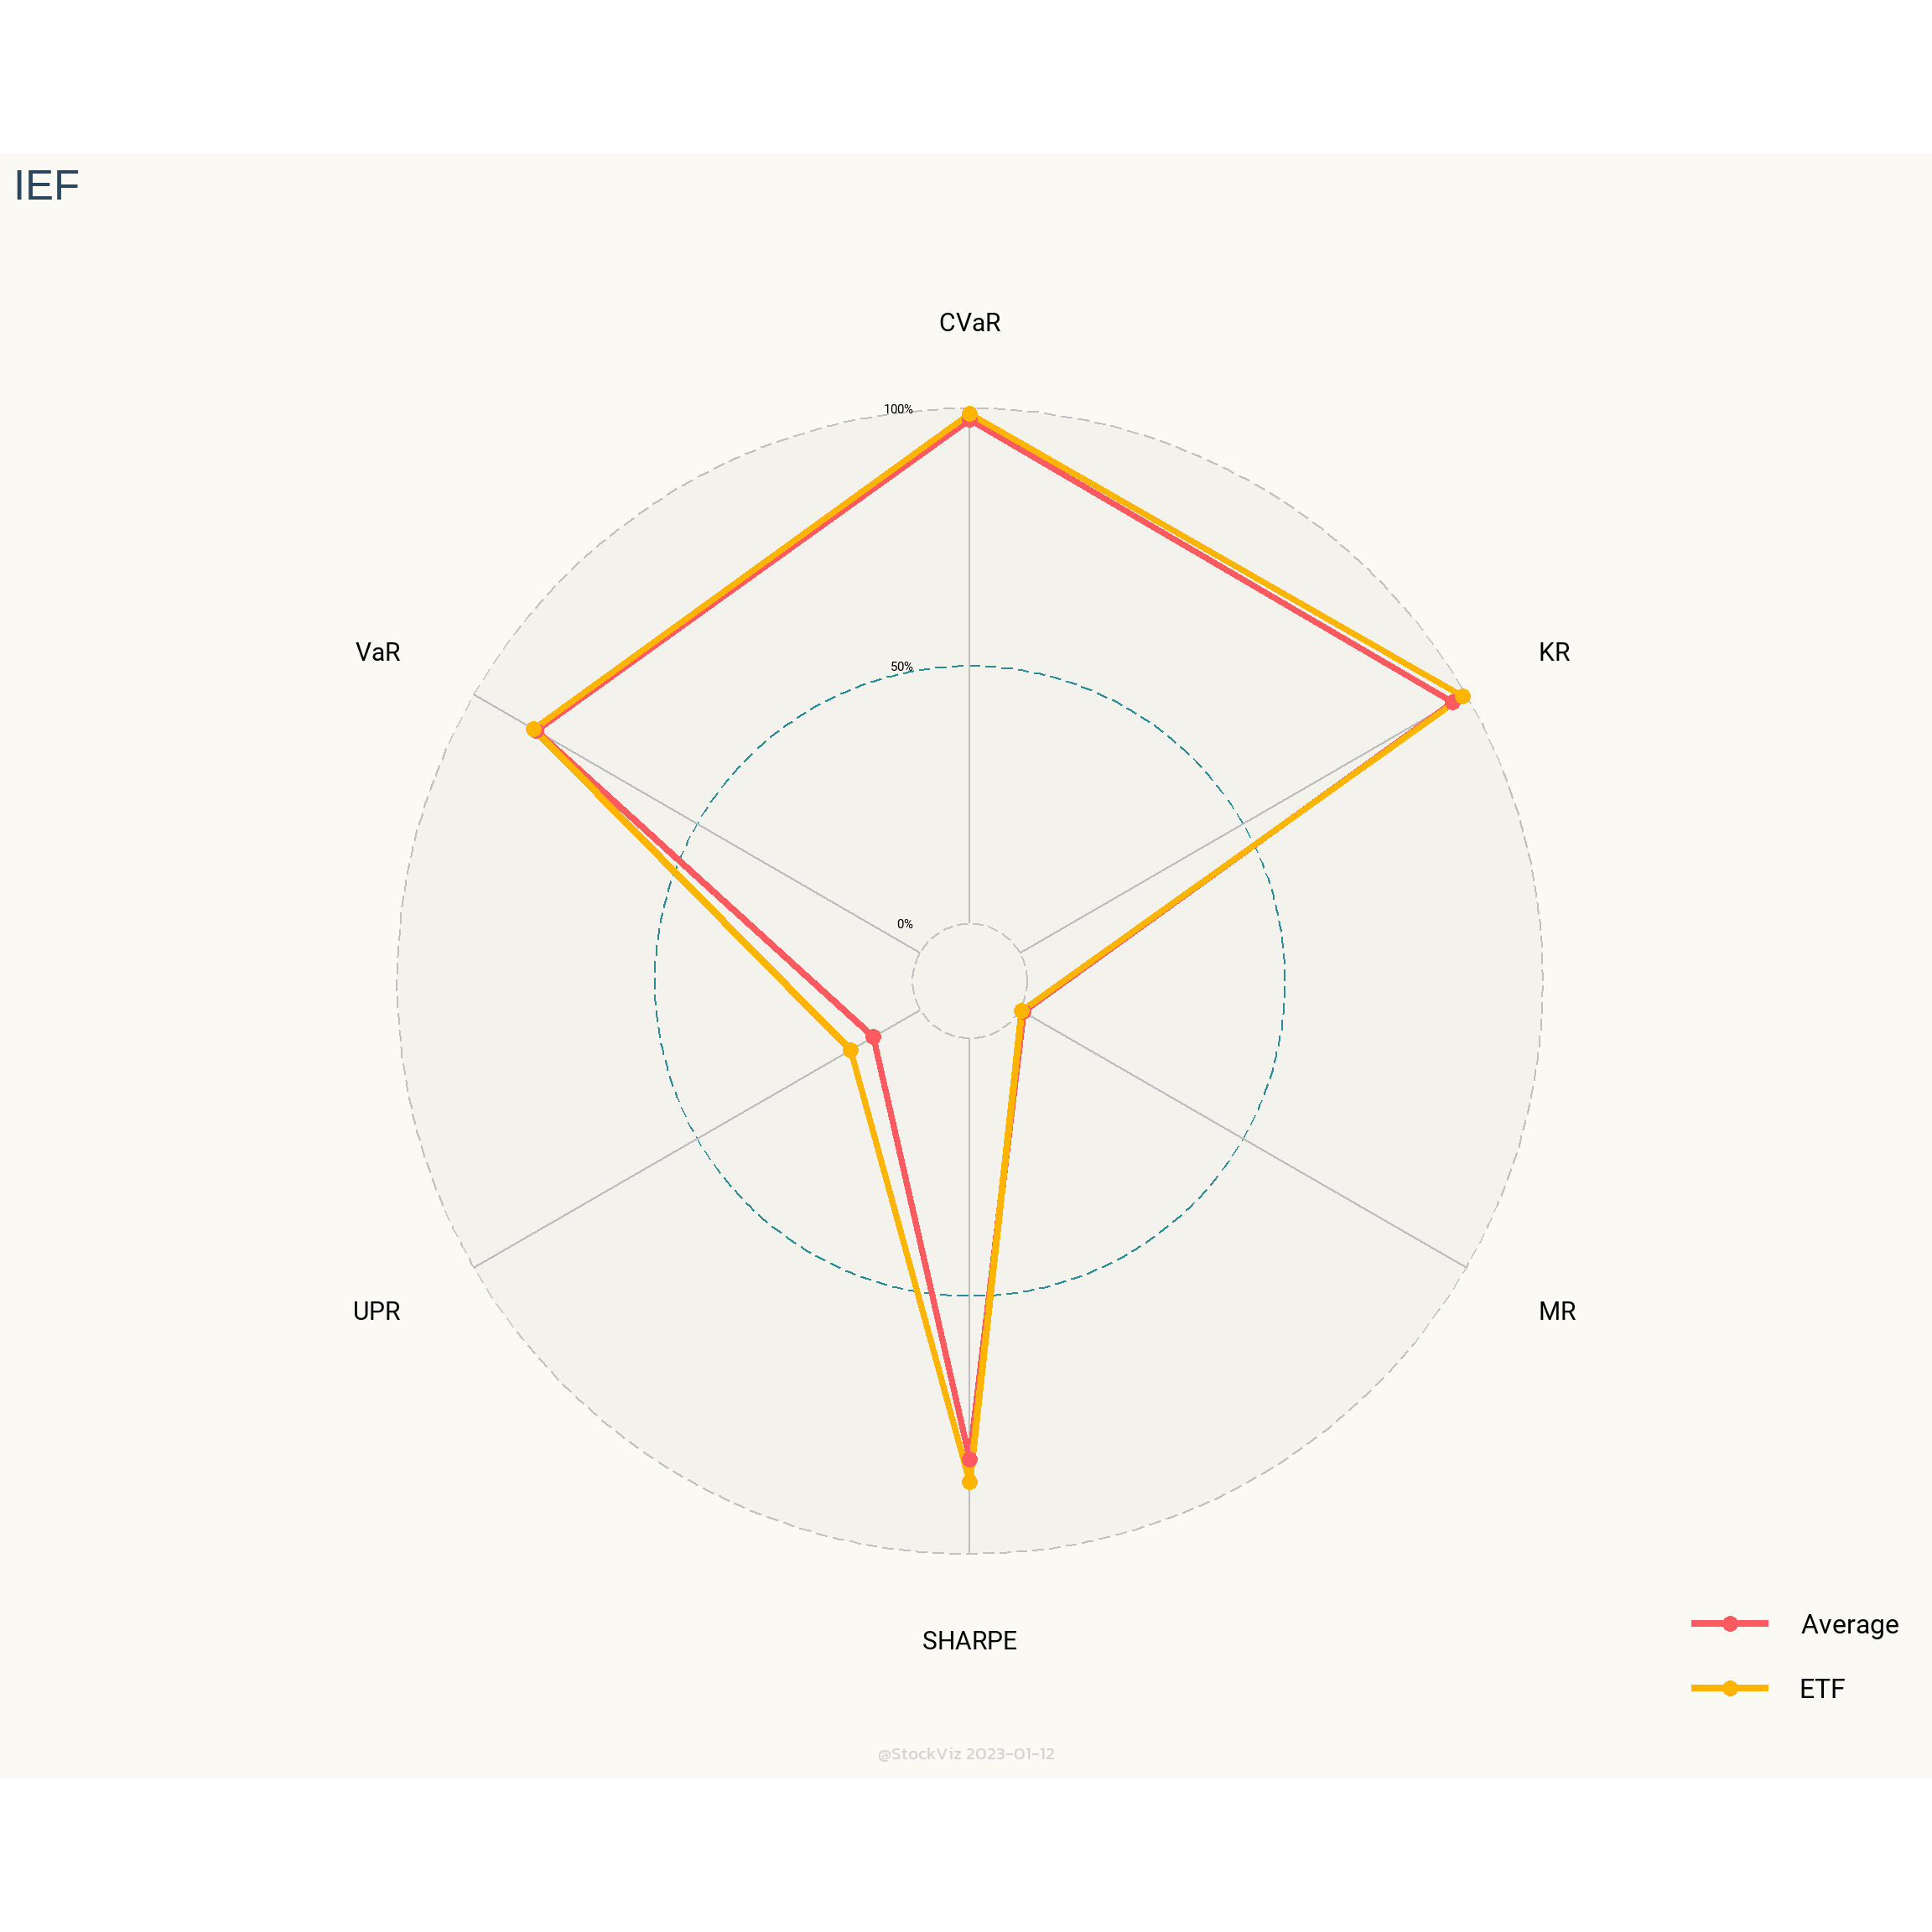 IEF
CVaR
100%
KR
VaR
50%
0%
UPR
MR
SHARPE
Average
ETF
@StockViz 2023-01-12